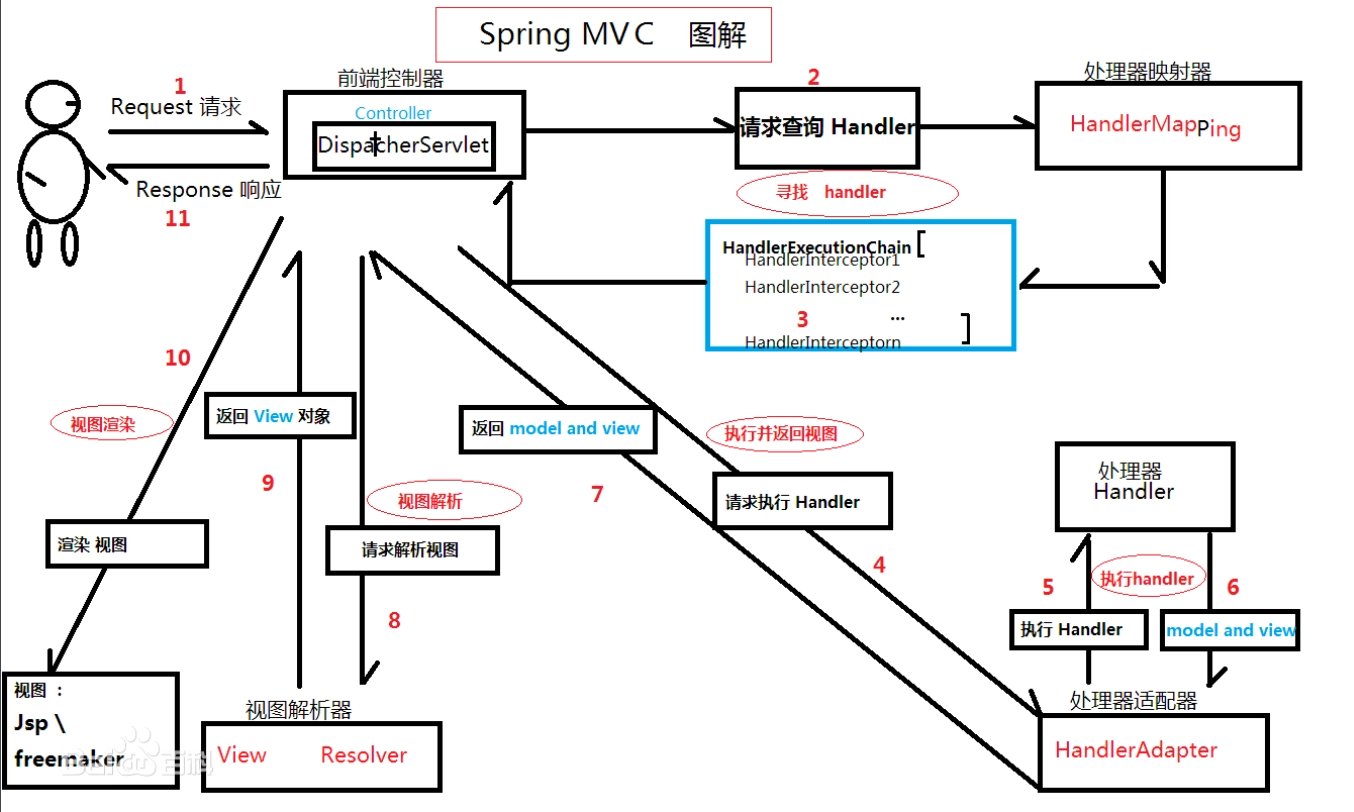 Spring MVC 图解
前端控制器
2
处理器映射器
1
Request 请求
Controller
DispacherServlet
请求查询 Handler
HandlerMapPing
Response 响应
11
寻找 handler
HandlerExecutionChain [
HandlerInterceptor1
HandlerInterceptor2
3 ...
]
HandlerInterceptorn
10
视图渲染
返回 View 对象
返回 model and view
执行并返回视图
处理器
Handler
9
视图解析
7
请求执行 Handler
渲染 视图
请求解析视图
4
执行handler
5
6
8
执行 Handler
model and view
视图 ：
Jsp \
freemaker
视图解析器
View Resolver
处理器适配器
HandlerAdapter
Baidu百科